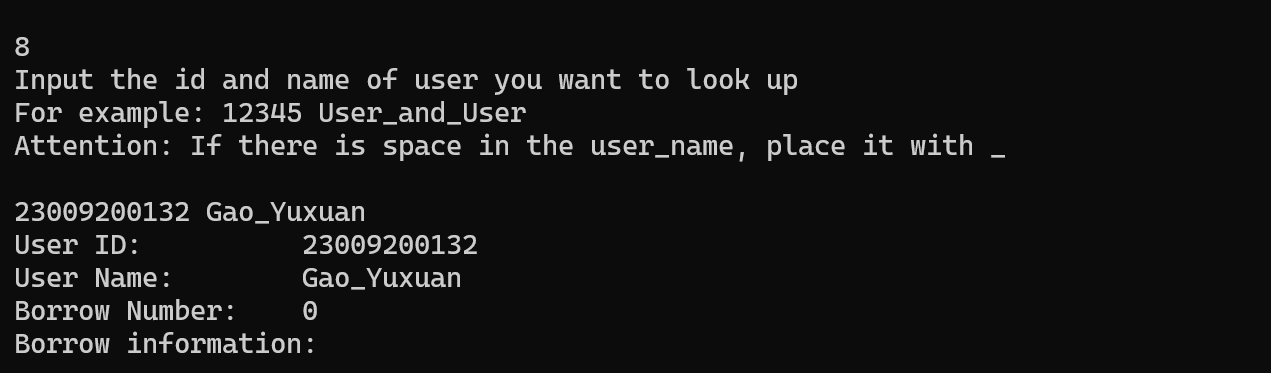 8
Input the id and name of user you want to look up
For example: 12345 User_and_User
Attention: If there is space in the user_name, place it with _
23009200132 Gao_Yuxuan
User ID: 23009200132
User Name: Gao_Yuxuan
Borrow Number: 0
Borrow information: